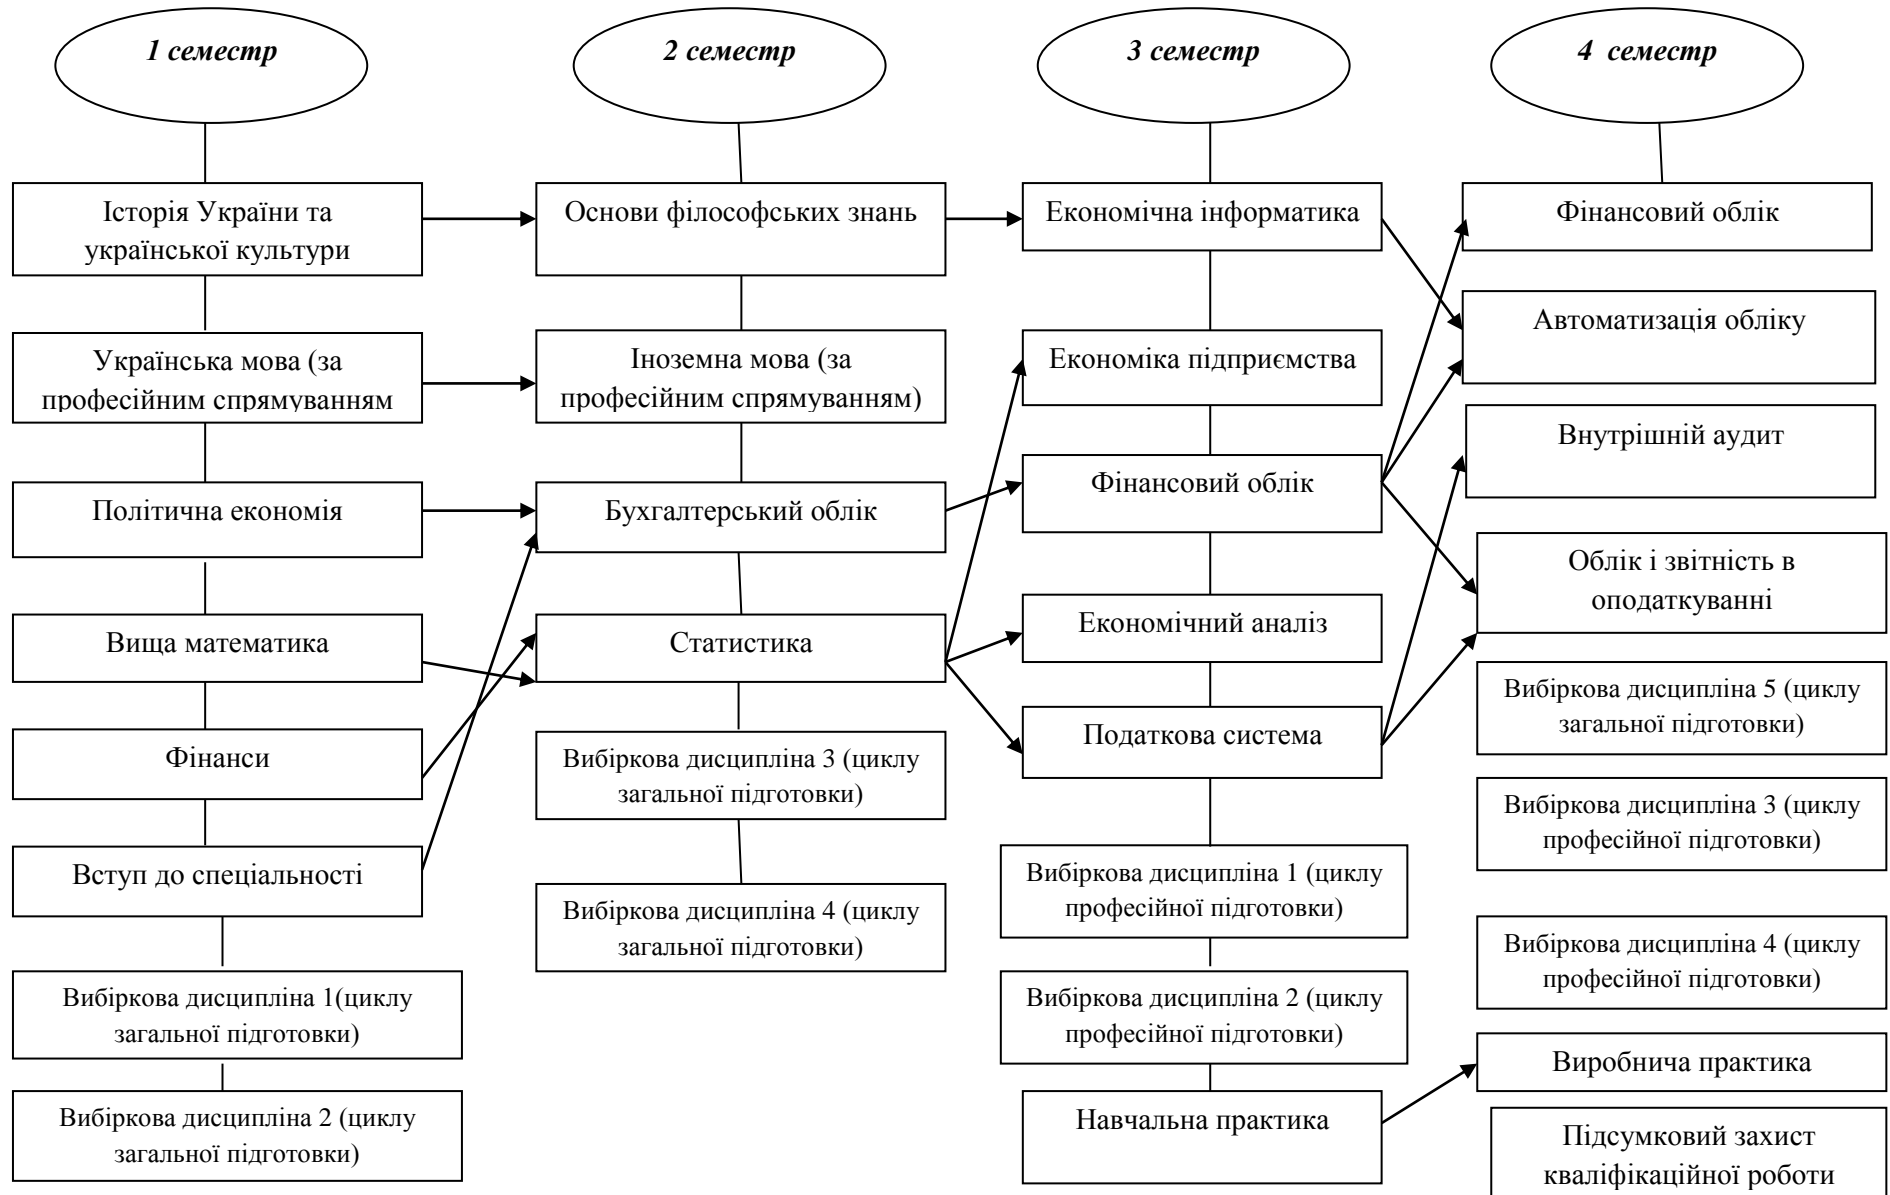 1 семестр
Історія України та
української культури
Українська мова (за
професійним спрямуванням
Політична економія
Вища математика
Фінанси
Вступ до спеціальності
Вибіркова дисципліна 1(циклу
загальної підготовки)
Вибіркова дисципліна 2 (циклу
загальної підготовки)
2 семестр
Основи філософських знань
Іноземна мова (за
професійним спрямуванням)
Бухгалтерський облік
Статистика
Вибіркова дисципліна 3 (циклу
загальної підготовки)
Вибіркова дисципліна 4 (циклу
загальної підготовки)
3 семестр
Економічна інформатика
Економіка підприємства
Фінансовий облік
Економічний аналіз
Податкова система
Вибіркова дисципліна 1 (циклу
професійної підготовки)
Вибіркова дисципліна 2 (циклу
професійної підготовки)
Навчальна практика
4 семестр
Фінансовий облік
Автоматизація обліку
Внутрішній аудит
Облік і звітність в
оподаткуванні
Вибіркова дисципліна 5 (циклу
загальної підготовки)
Вибіркова дисципліна 3 (циклу
професійної підготовки)
Вибіркова дисципліна 4 (циклу
професійної підготовки)
Виробнича практика
Підсумковий захист
кваліфікаційної роботи